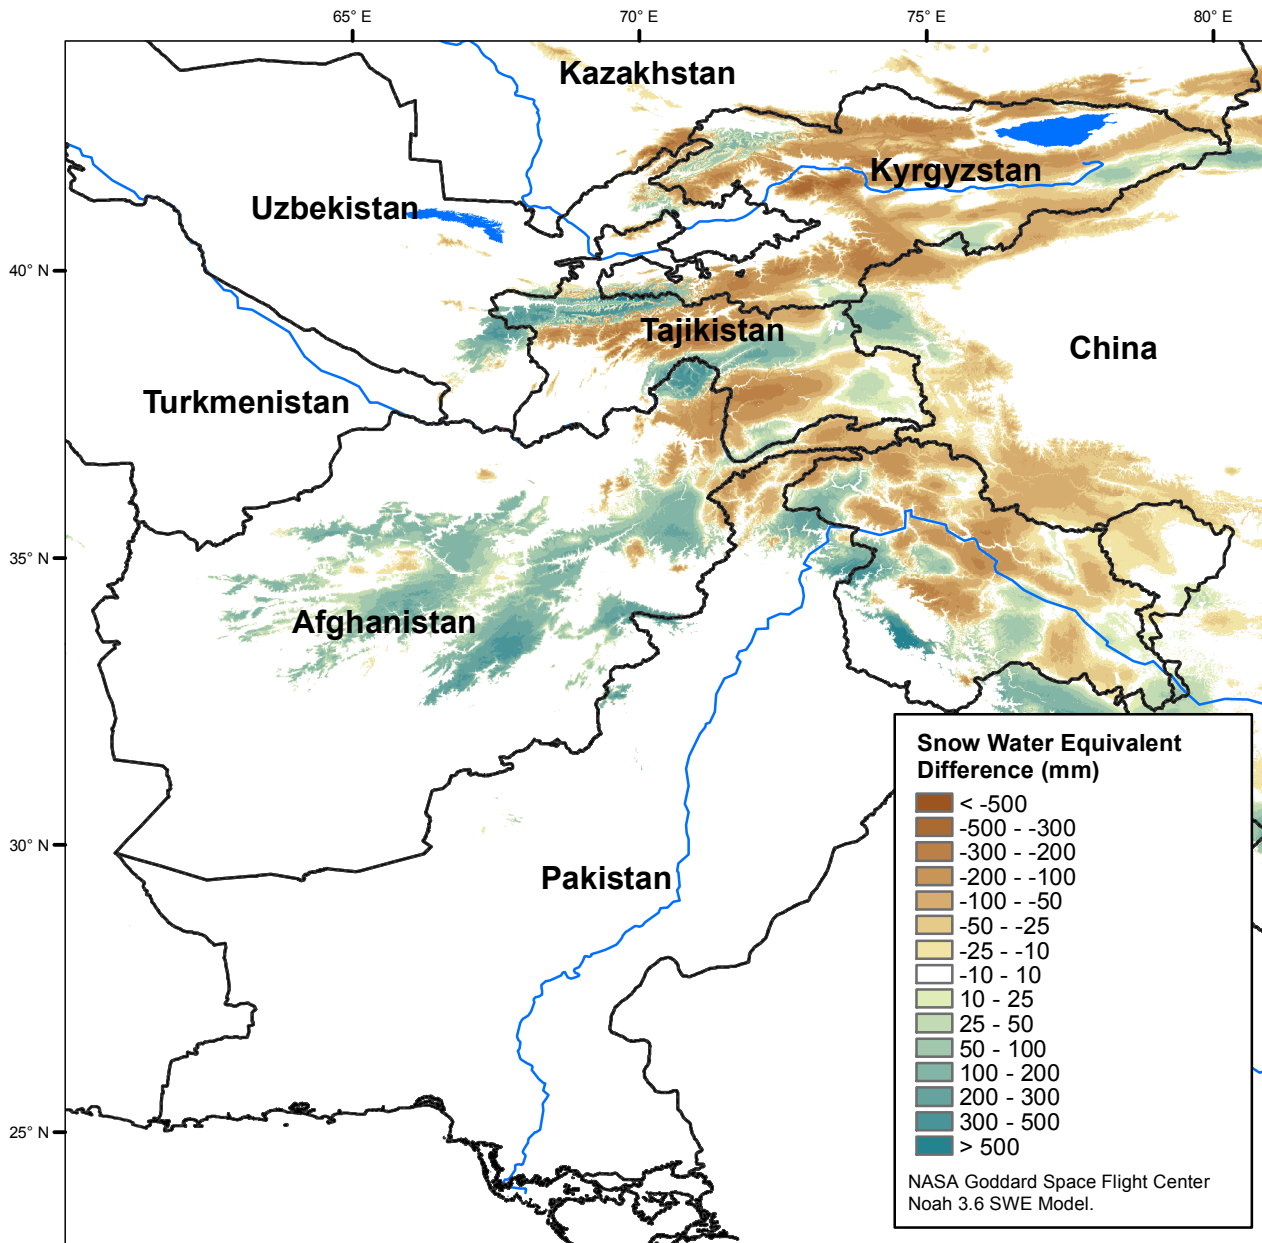 65° E
70° E
75° E
80° E
Kazakhstan
Kyrgyzstan
Uzbekistan
40° N
Tajikistan
China
Turkmenistan
35° N
Afghanistan
30° N
Pakistan
25° N
Snow Water Equivalent
Difference (mm)
< -500
-500 - -300
-300 - -200
-200 - -100
-100 - -50
-50 - -25
-25 - -10
-10 - 10
10 - 25
25 - 50
50 - 100
100 - 200
200 - 300
300 - 500
> 500
NASA Goddard Space Flight Center
Noah 3.6 SWE Model.